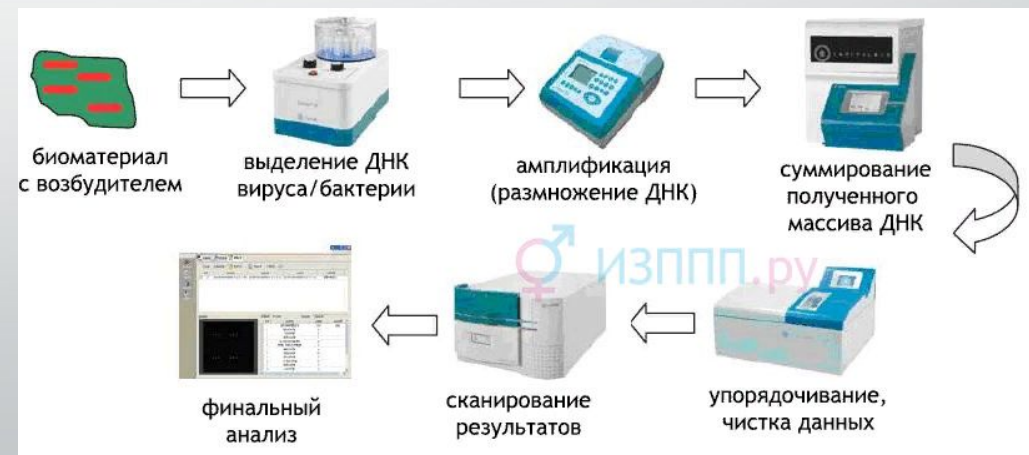 биоматериал
с возбудителем
выделение ДНК
вируса/бактерии
амплификация
(размножение ДНК)
суммирование
полученного
массива ДНК
ИЗППП.ру
упорядочивание,
чистка данных
сканирование
результатов
финальный
анализ